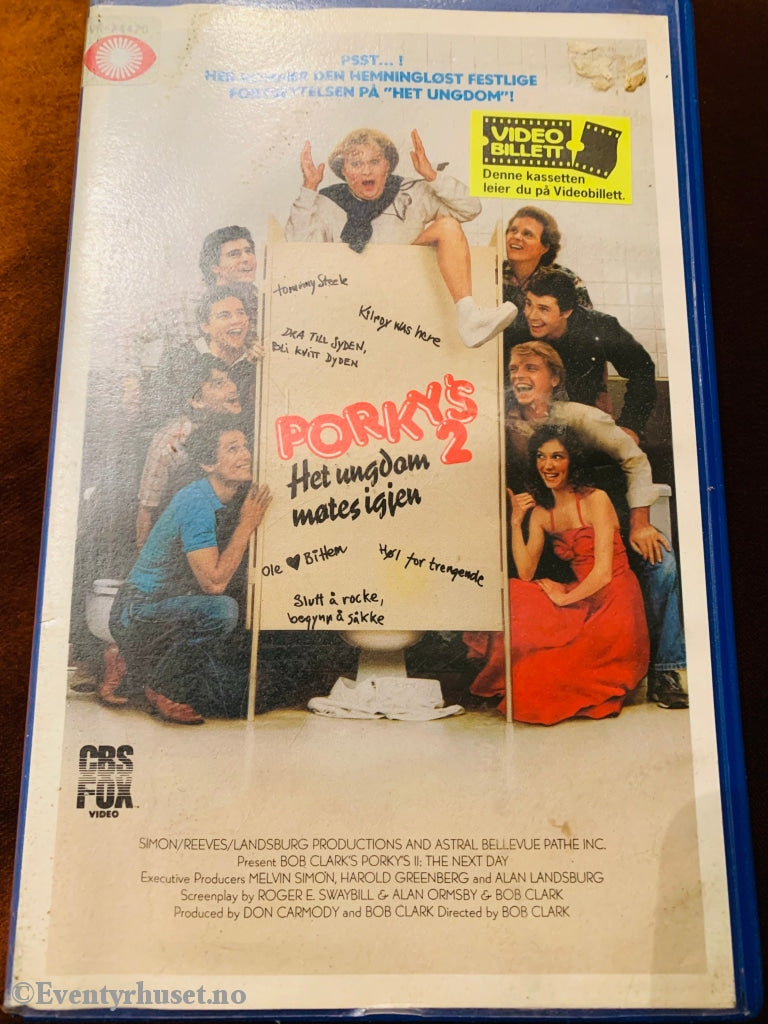 PSST...!
HER KOMMER DEN HEMNINGLØST FESTLIGE
FORTSETTELSEN PÅ "HET UNGDOM"!
VIDEO
BILLETT
Denne kassetten
leier du på Videobillett.
tommy Steele
Kilroy was here
DRA TILL SYDEN,
BLI KVITT DYDEN
PORKY'S
2
Het ungdom
møtes igjen
Ole ♥ Bitten
Høl for trengende
Slutt å rocke,
begynn å såkke
CBS
FOX
VIDEO
SIMON/REEVES/LANDSBURG PRODUCTIONS AND ASTRAL BELLEVUE PATHE INC.
Present BOB CLARK'S PORKY'S II: THE NEXT DAY
Executive Producers MELVIN SIMON, HAROLD GREENBERG and ALAN LANDSBURG
Screenplay by ROGER E. SWAYBILL & ALAN ORMSBY & BOB CLARK
Produced by DON CARMODY and BOB CLARK Directed by BOB CLARK
©Eventyrhuset.no